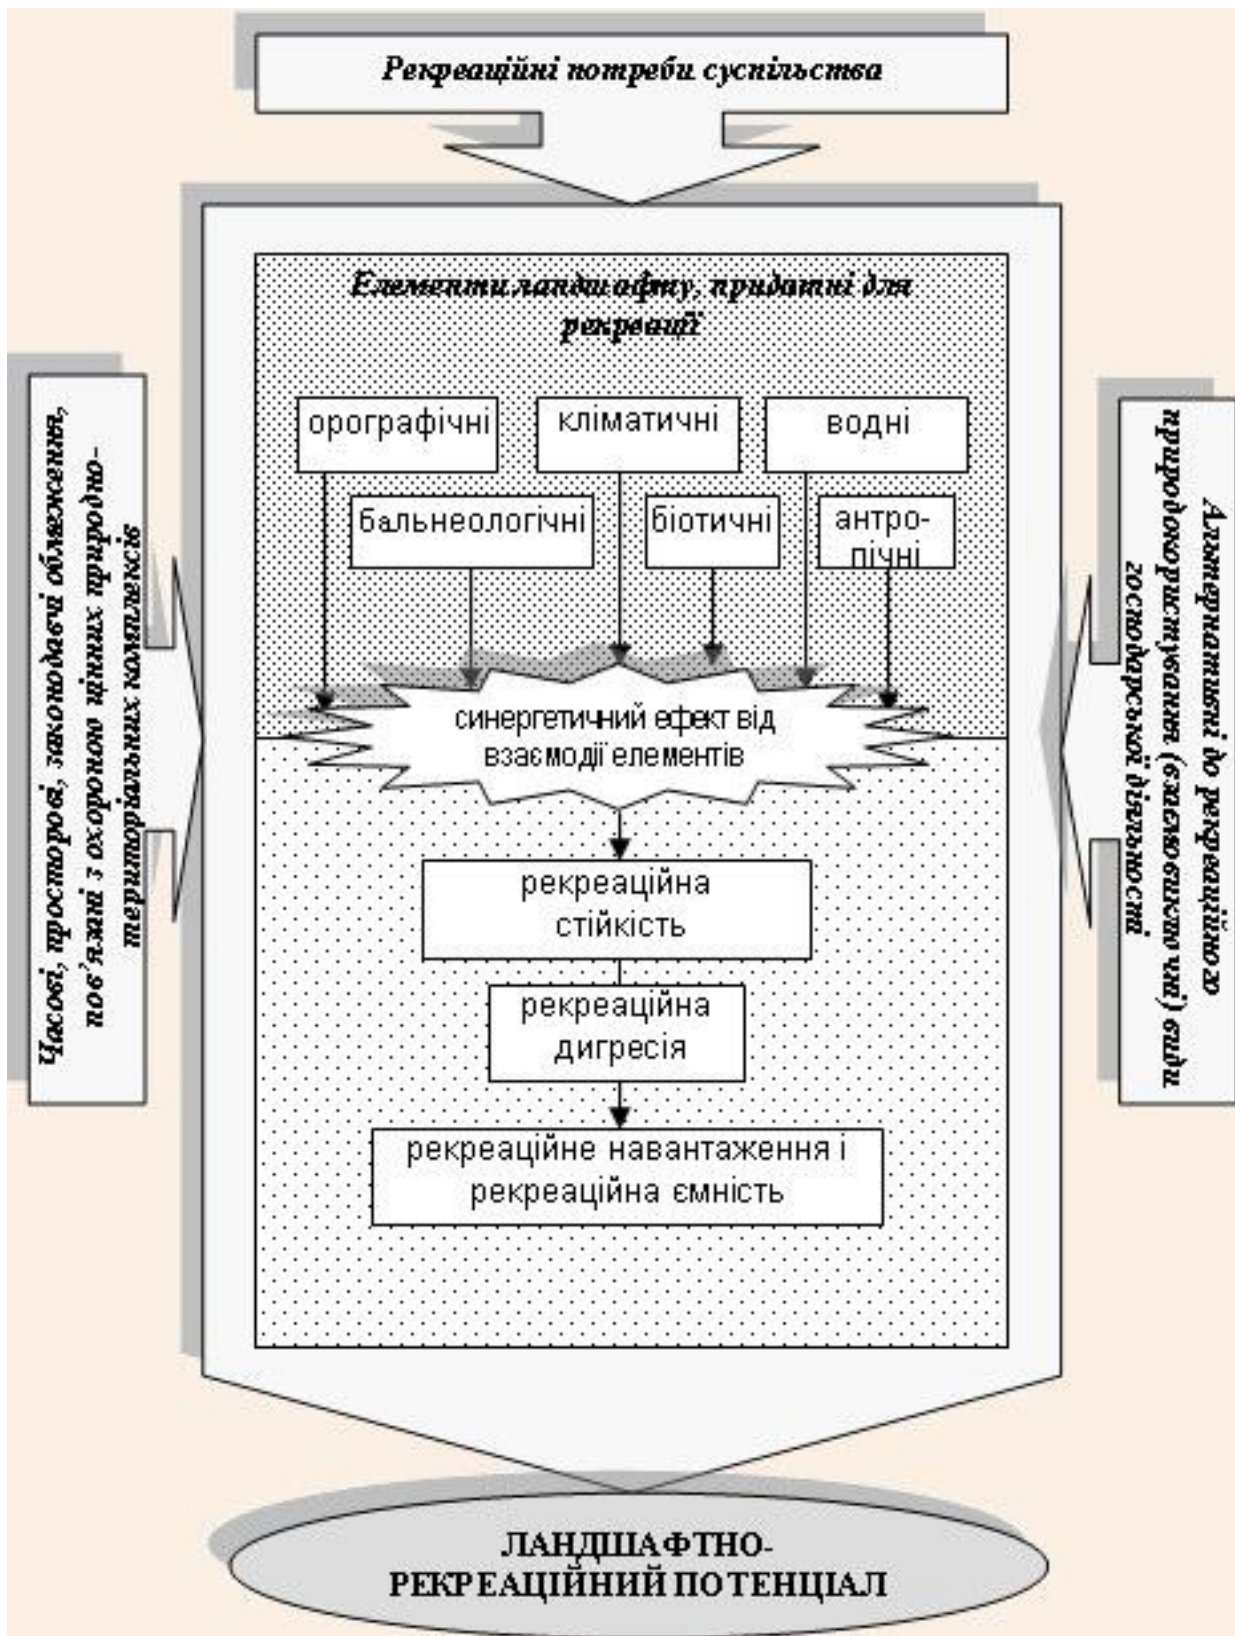 Рекреаційні потреби суспільства
Елементи ландшафту, придатні для
рекреації
орографічні
кліматичні
водні
бальнеологічні
біотичні
антро-
пічні
синергетичний ефект від
взаємодії елементів
рекреаційна
стійкість
рекреаційна
дигресія
рекреаційне навантаження і
рекреаційна ємність
Часові, просторові, законодавчі обмеження,
пов'язані з охороною цінних природно-
територіальних комплексів
Альтернативні до рекреаційного
природокористування (екологічно чи)
види
господарської діяльності
ЛАНДШАФТНО-
РЕКРЕАЦІЙНИЙ ПОТЕНЦІАЛ